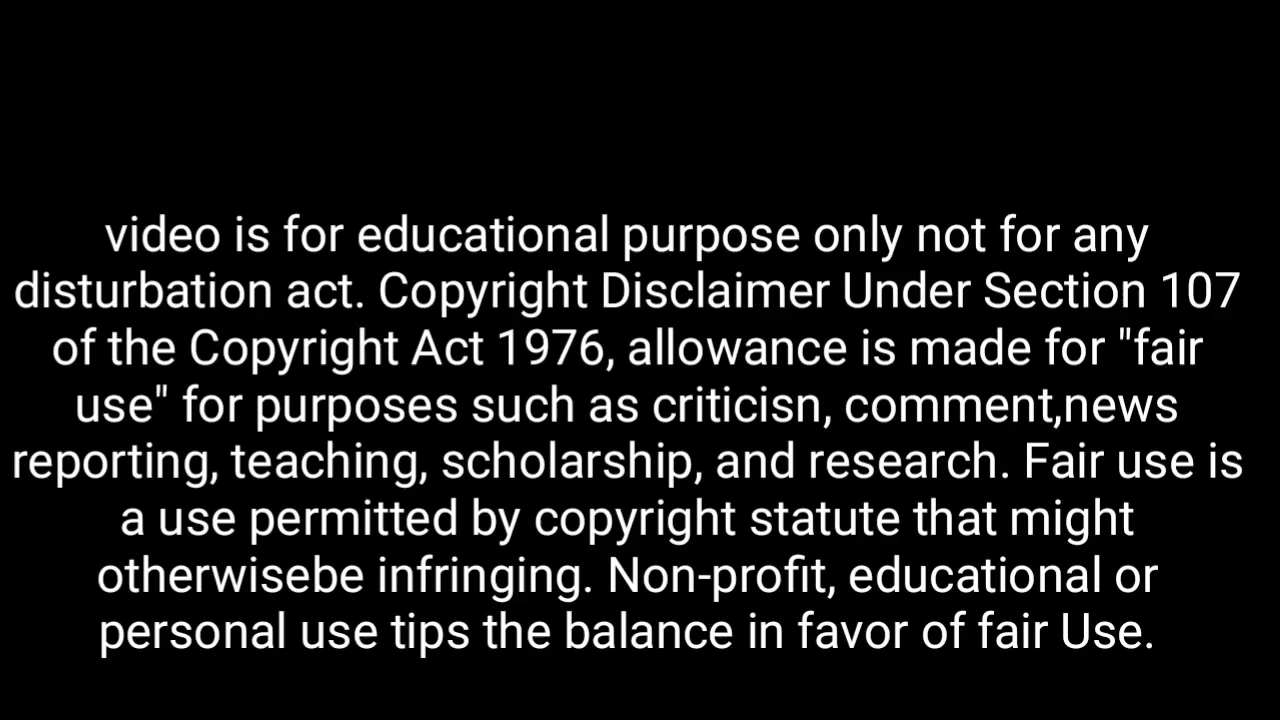 video is for educational purpose only not for any
disturbation act. Copyright Disclaimer Under Section 107
of the Copyright Act 1976, allowance is made for "fair
use" for purposes such as criticisn, comment,news
reporting, teaching, scholarship, and research. Fair use is
a use permitted by copyright statute that might
otherwisebe infringing. Non-profit, educational or
personal use tips the balance in favor of fair Use.